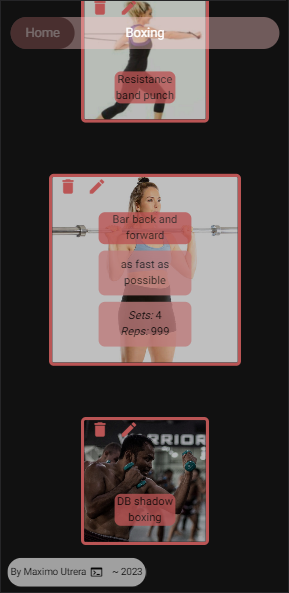 Home Boxing
Resistance
band punch
Bar back and
forward
as fast as
possible
Sets: 4
Reps: 999
WARRIOR
DB shadow
boxing
By Maximo Utrera ~ 2023